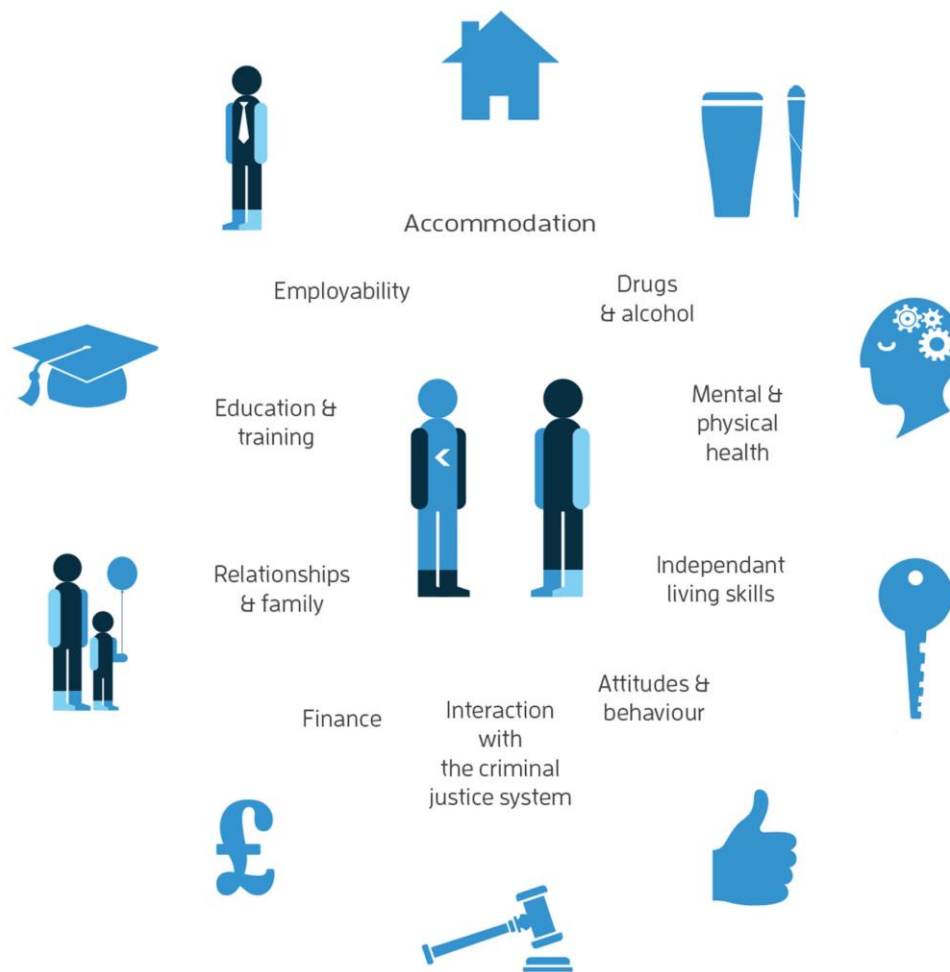 Accommodation
Drugs
& alcohol
Mental &
physical
health
Independant
living skills
Attitudes &
behaviour
Interaction
with
the criminal
justice system
Finance
£
Relationships
& family
Education &
training
Employability